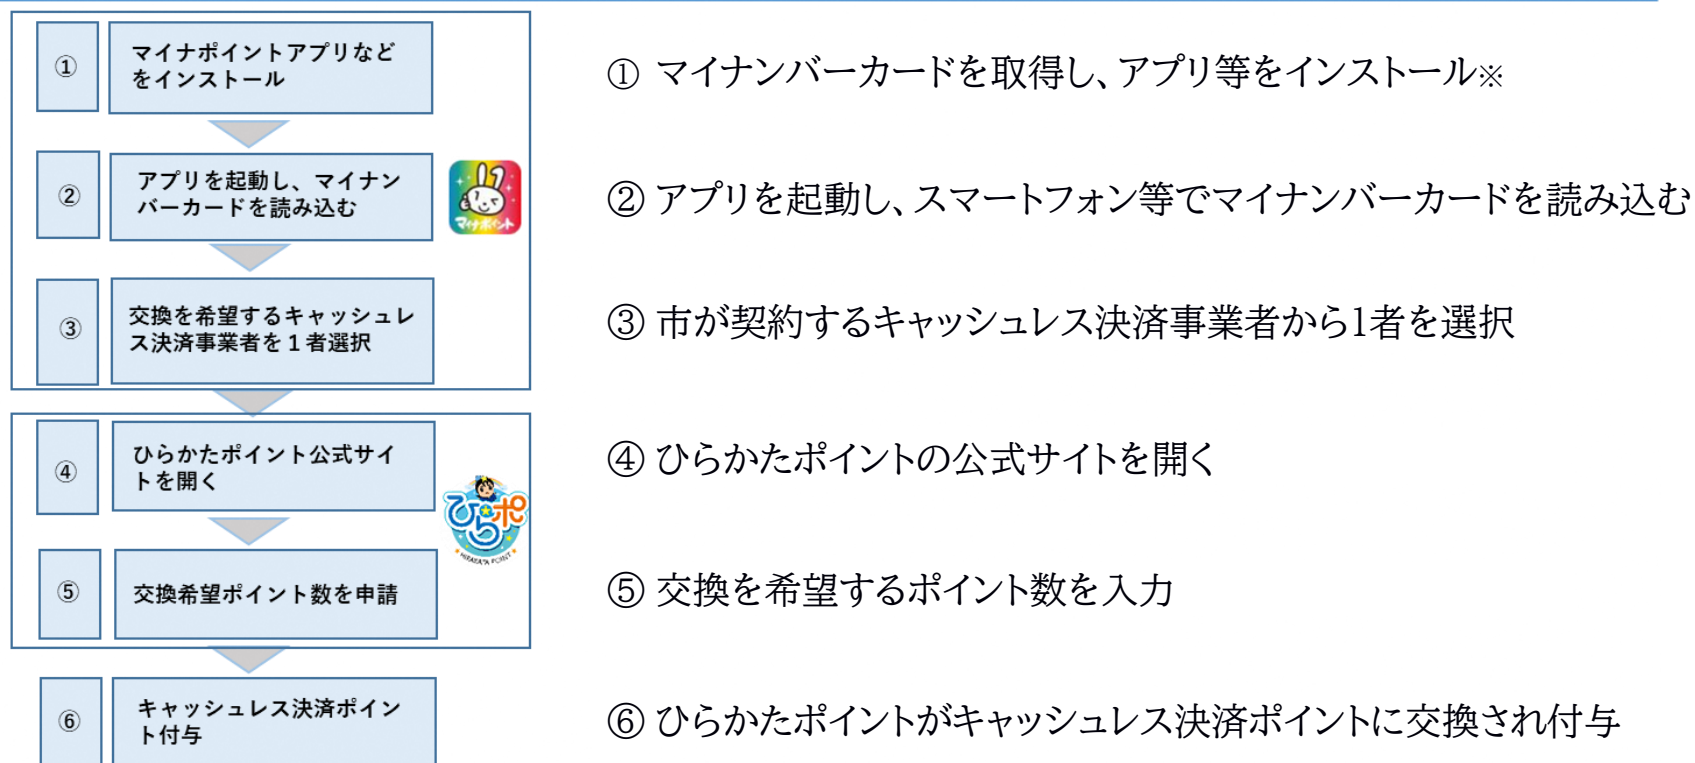 ①
マイナポイントアプリなど
をインストール
① マイナンバーカードを取得し、アプリ等をインストール※
②
アプリを起動し、マイナン
バーカードを読み込む
マイナポイント
② アプリを起動し、スマートフォン等でマイナンバーカードを読み込む
③
交換を希望するキャッシュレ
ス決済事業者を１者選択
③ 市が契約するキャッシュレス決済事業者から1者を選択
④
ひらかたポイント公式サイ
トを開く
ひらポ
HIRAKATA POINT
④ ひらかたポイントの公式サイトを開く
⑤
交換希望ポイント数を申請
⑤ 交換を希望するポイント数を入力
⑥
キャッシュレス決済ポイン
ト付与
⑥ ひらかたポイントがキャッシュレス決済ポイントに交換され付与